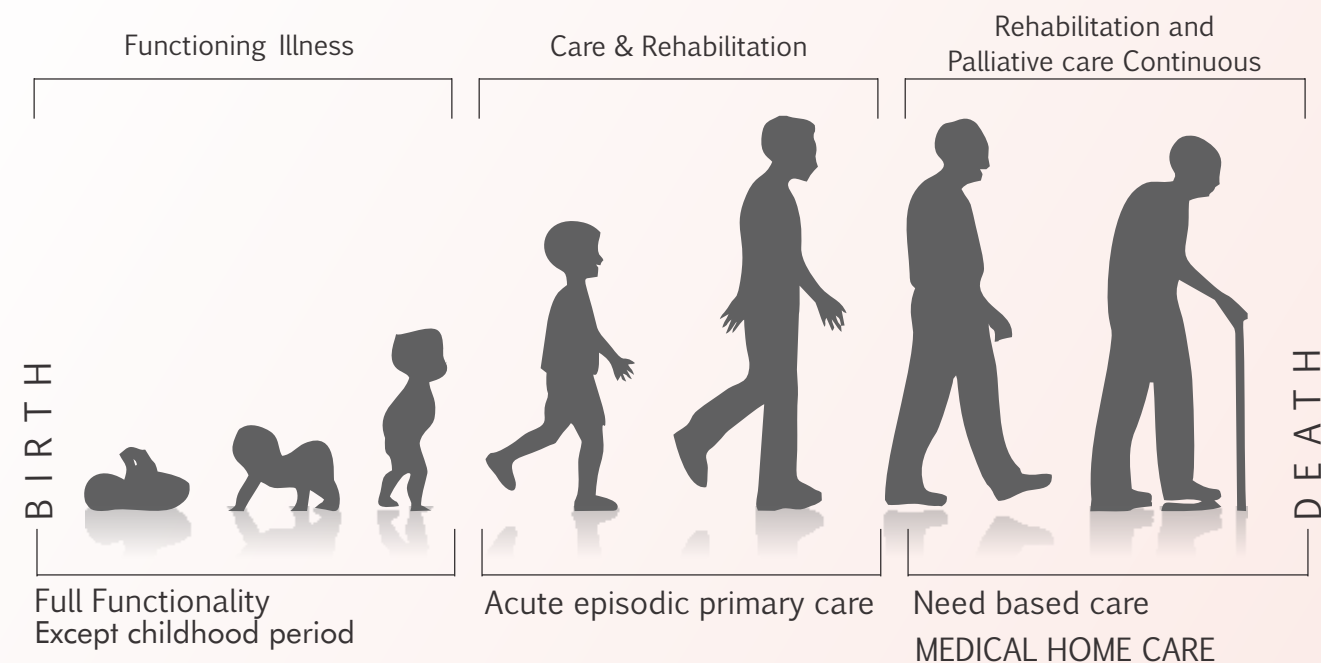 Functioning Illness
Care & Rehabilitation
Rehabilitation and
Palliative care Continuous
BIRTH
DEATH
Full Functionality
Except childhood period
Acute episodic primary care
Need based care
MEDICAL HOME CARE